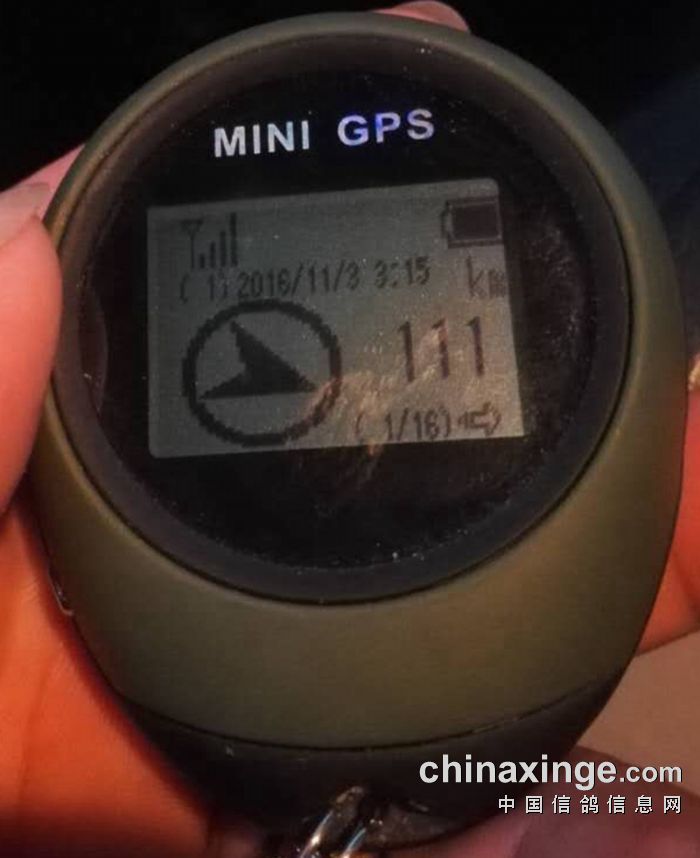 MINI GPS
( 1) 2016/11/3 3:15
km
111
( 1/16)
chinaxinge.com
中国信鸽信息网